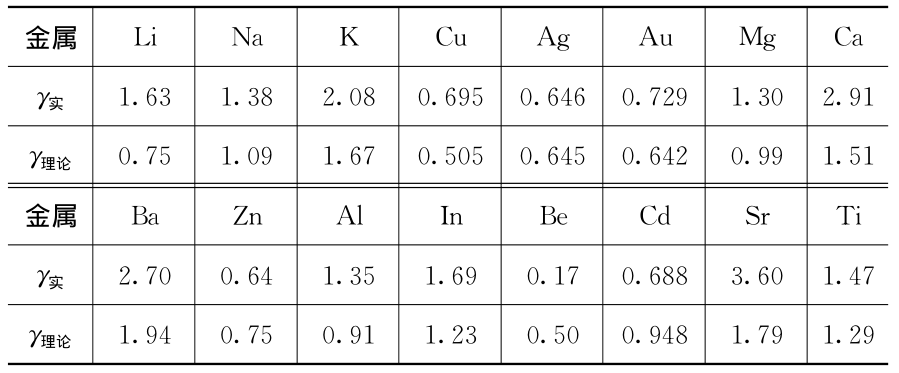 金属 Li Na K Cu Ag Au Mg Ca
γ实 1.63 1.38 2.08 0.695 0.646 0.729 1.30 2.91
γ理论 0.75 1.09 1.67 0.505 0.645 0.642 0.99 1.51
金属 Ba Zn Al In Be Cd Sr Ti
γ实 2.70 0.64 1.35 1.69 0.17 0.688 3.60 1.47
γ理论 1.94 0.75 0.91 1.23 0.50 0.948 1.79 1.29